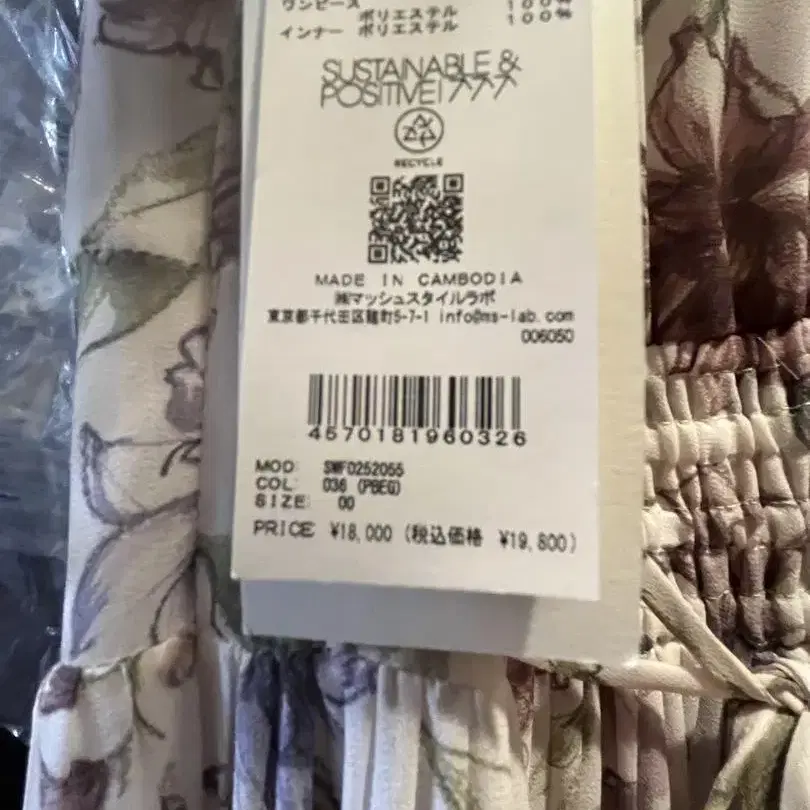 ワンピース
ポリエステル 100%
インナー ポリエステル 100%
SUSTAINABLE &
POSITIVE!
RECYCLE
MADE IN CAMBODIA
㈱マッシュスタイルラボ
東京都千代田区麹町5-7-1 info@ms-lab.com
006050
4570181960326
MOD: SWFO252055
COL: 036 (PBEG)
SIZE: 00
PRICE ¥18,000 (税込価格 ¥19,800)